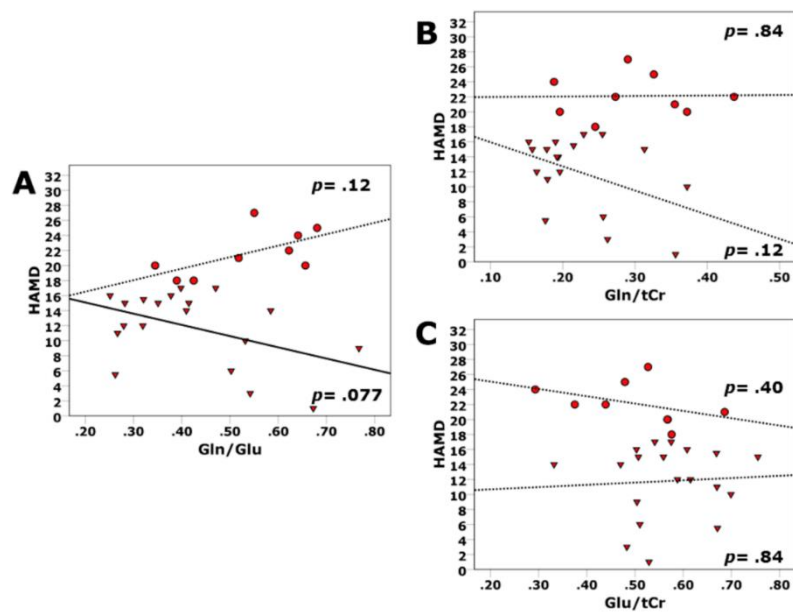 A
HAMD
32
30
28
26
24
22
20
18
16
14
12
10
8
6
4
2
0
p= .12
p= .077
.20 .30 .40 .50 .60 .70 .80
Gln/Glu
B
HAMD
32
30
28
26
24
22
20
18
16
14
12
10
8
6
4
2
0
p= .84
p= .12
.10 .20 .30 .40 .50
Gln/tCr
C
HAMD
32
30
28
26
24
22
20
18
16
14
12
10
8
6
4
2
0
p= .40
p= .84
.20 .30 .40 .50 .60 .70 .80
Glu/tCr